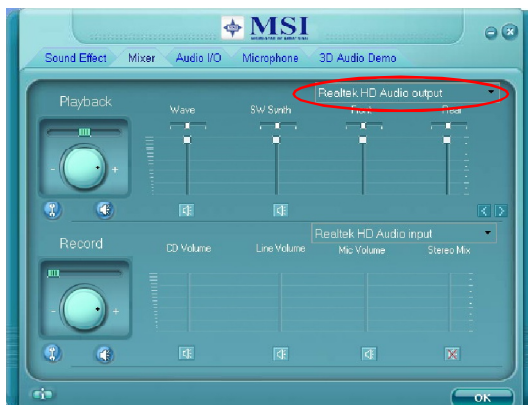 MSI
Sound Effect Mixer Audio I/O Microphone 3D Audio Demo
Realtek HD Audio output
Playback
Wave SW Synth Front Rear
- +
Realtek HD Audio input
Record
CD Volume Line Volume Mic Volume Stereo Mix
- +
OK